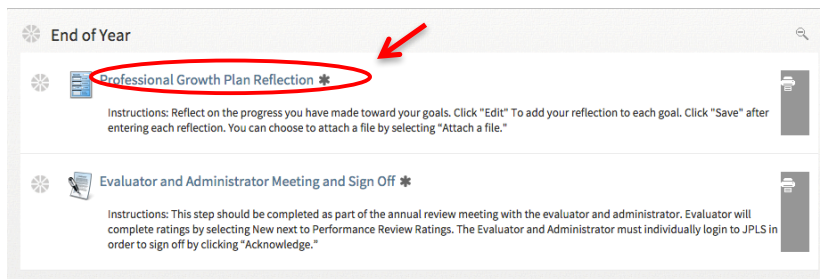 End of Year
Professional Growth Plan Reflection ✱
Instructions: Reflect on the progress you have made toward your goals. Click "Edit" To add your reflection to each goal. Click "Save" after
entering each reflection. You can choose to attach a file by selecting "Attach a file."
Evaluator and Administrator Meeting and Sign Off ✱
Instructions: This step should be completed as part of the annual review meeting with the evaluator and administrator. Evaluator will
complete ratings by selecting New next to Performance Review Ratings. The Evaluator and Administrator must individually login to JPLS in
order to sign off by clicking "Acknowledge."